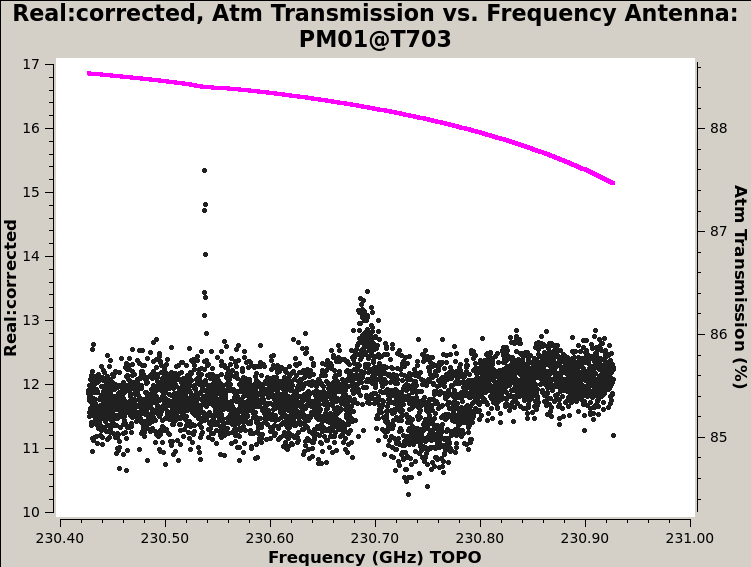 Real:corrected, Atm Transmission vs. Frequency Antenna:
PM01@T703
17
16
15
14
13
12
11
10
Real:corrected
88
87
86
85
Atm Transmission (%)
230.40 230.50 230.60 230.70 230.80 230.90 231.00
Frequency (GHz) TOPO